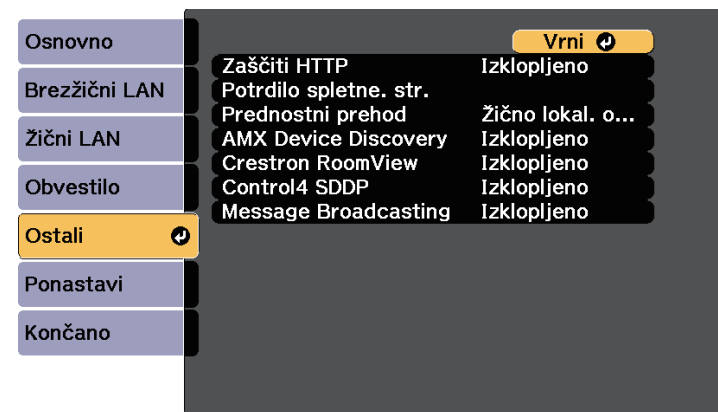 Osnovno
Brezžični LAN
Žični LAN
Obvestilo
Ostali
Ponastavi
Končano
Vrni
Zaščiti HTTP Izklopljeno
Potrdilo spletne. str.
Prednostni prehod Žično lokal. o...
AMX Device Discovery Izklopljeno
Crestron RoomView Izklopljeno
Control4 SDDP Izklopljeno
Message Broadcasting Izklopljeno